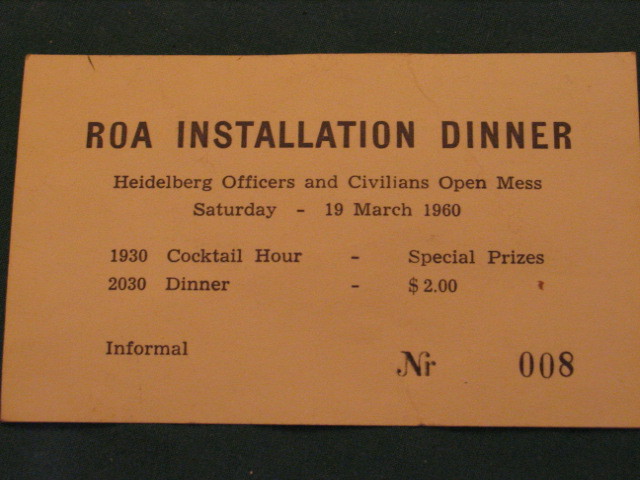 ROA INSTALLATION DINNER
Heidelberg Officers and Civilians Open Mess
Saturday - 19 March 1960
1930 Cocktail Hour - Special Prizes
2030 Dinner - $ 2.00
Informal
Nr 008